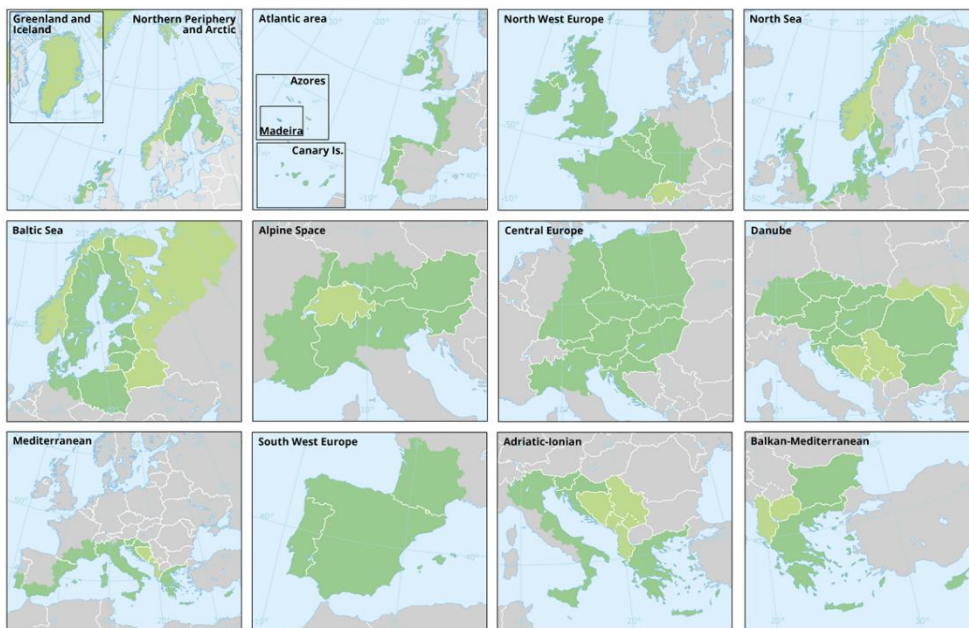 Greenland and
Iceland
Northern Periphery
and Arctic
Atlantic area
Azores
Madeira
Canary Is.
North West Europe
North Sea
Baltic Sea
Alpine Space
Central Europe
Danube
Mediterranean
South West Europe
Adriatic-Ionian
Balkan-Mediterranean